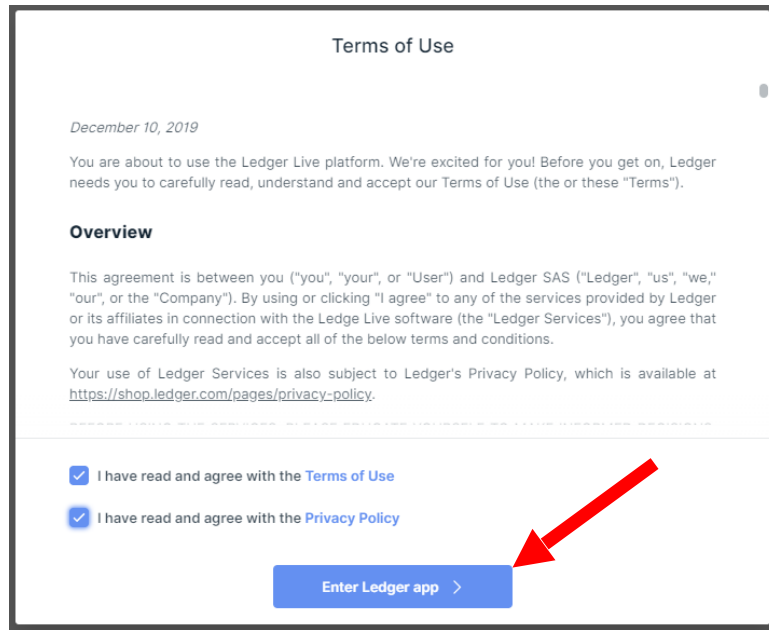 Terms of Use
December 10, 2019
You are about to use the Ledger Live platform. We're excited for you! Before you get on, Ledger
needs you to carefully read, understand and accept our Terms of Use (the or these "Terms").
Overview
This agreement is between you ("you", "your", or "User") and Ledger SAS ("Ledger", "us", "we,"
"our", or the "Company"). By using or clicking "I agree" to any of the services provided by Ledger
or its affiliates in connection with the Ledge Live software (the "Ledger Services"), you agree that
you have carefully read and accept all of the below terms and conditions.
Your use of Ledger Services is also subject to Ledger's Privacy Policy, which is available at
https://shop.ledger.com/pages/privacy-policy.
I have read and agree with the Terms of Use
I have read and agree with the Privacy Policy
Enter Ledger app